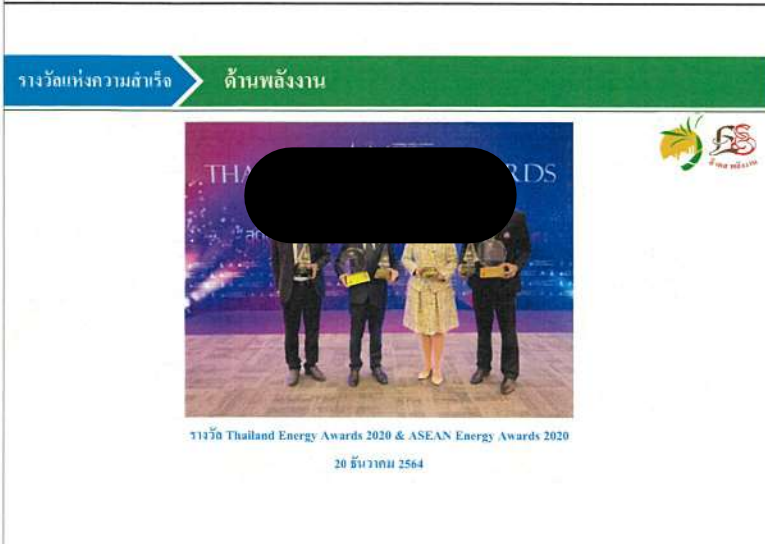 รางวัลแห่งความสำเร็จ
ด้านพลังงาน
THA RDS
รางวัล Thailand Energy Awards 2020 & ASEAN Energy Awards 2020
20 ธันวาคม 2564